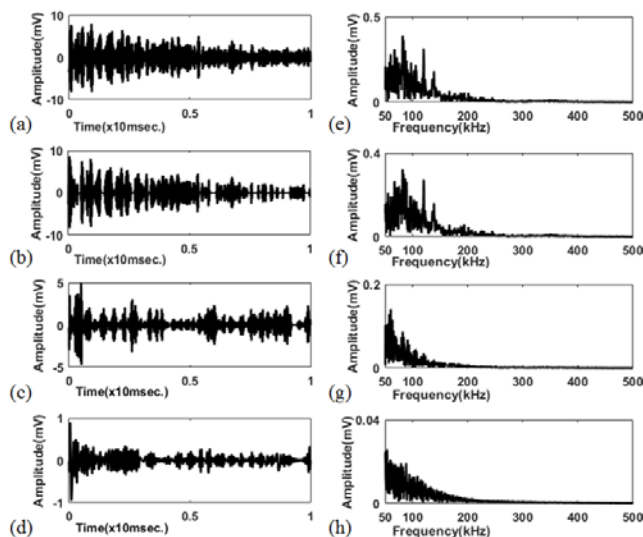 Amplitude(mV)
10
0
-10
0
0.5
1
(a)
Time(x10msec.)
Amplitude(mV)
0.5
0
50
100
200
300
400
500
(e)
Frequency(kHz)
Amplitude(mV)
10
0
-10
0
0.5
1
(b)
Time(x10msec.)
Amplitude(mV)
0.4
0.2
0
50
100
200
300
400
500
(f)
Frequency(kHz)
Amplitude(mV)
5
0
-5
0
0.5
1
(c)
Time(x10msec.)
Amplitude(mV)
0.2
0
50
100
200
300
400
500
(g)
Frequency(kHz)
Amplitude(mV)
1
0
-1
0
0.5
1
(d)
Time(x10msec.)
Amplitude(mV)
0.04
0
50
100
200
300
400
500
(h)
Frequency(kHz)